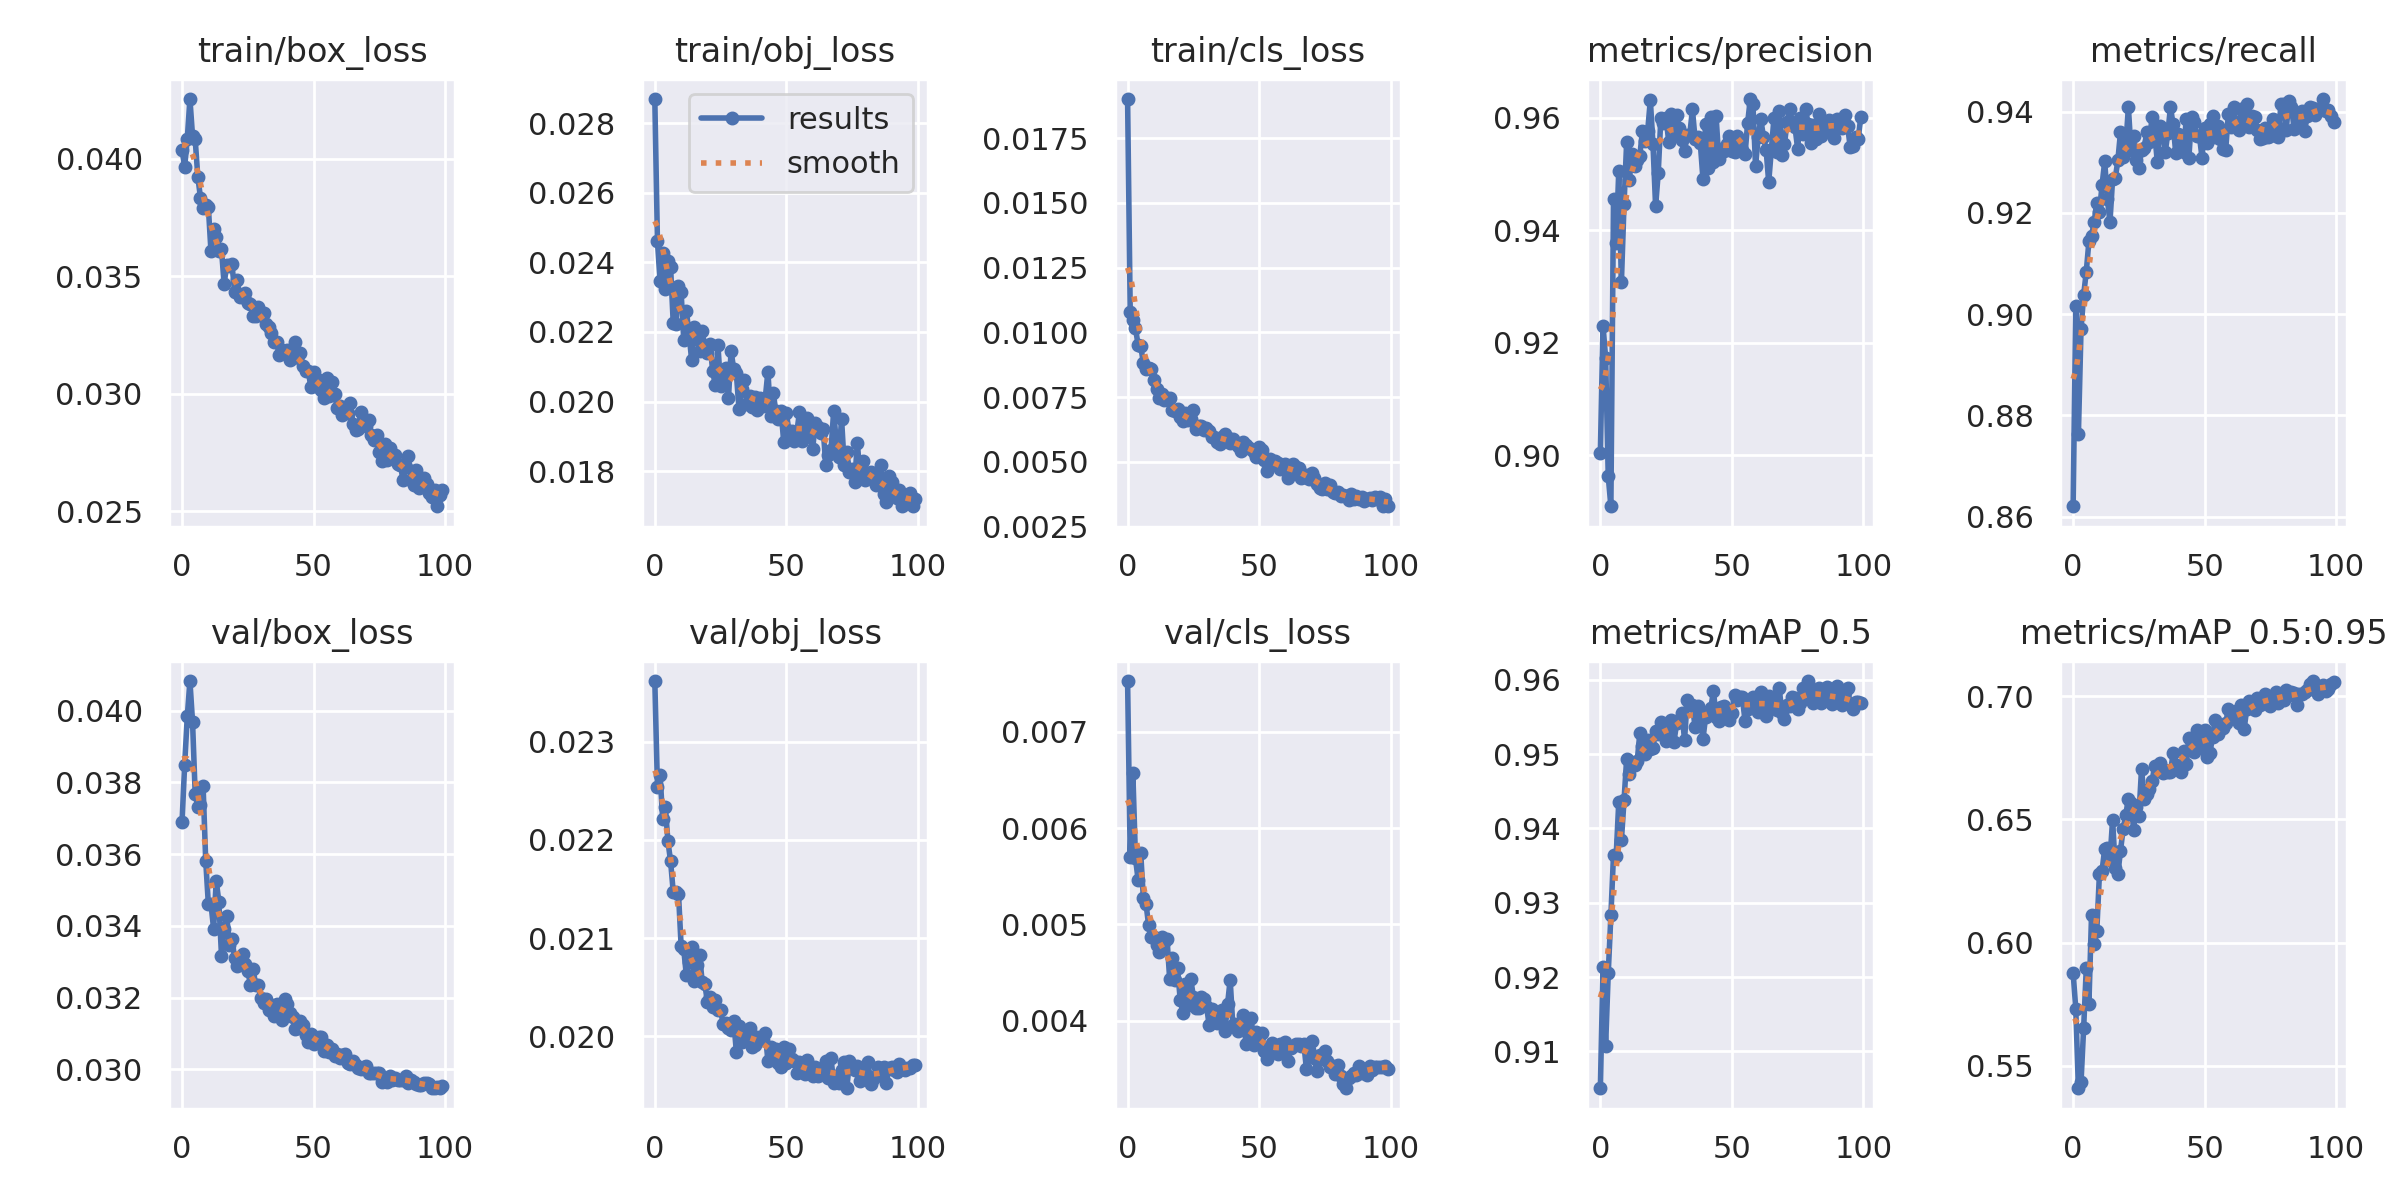 train/box_loss
0.040
0.035
0.030
0.025
0 50 100
train/obj_loss
results
smooth
0.028
0.026
0.024
0.022
0.020
0.018
0 50 100
train/cls_loss
0.0175
0.0150
0.0125
0.0100
0.0075
0.0050
0.0025
0 50 100
metrics/precision
0.96
0.94
0.92
0.90
0 50 100
metrics/recall
0.94
0.92
0.90
0.88
0.86
0 50 100
val/box_loss
0.040
0.038
0.036
0.034
0.032
0.030
0 50 100
val/obj_loss
0.023
0.022
0.021
0.020
0 50 100
val/cls_loss
0.007
0.006
0.005
0.004
0 50 100
metrics/mAP_0.5
0.96
0.95
0.94
0.93
0.92
0.91
0 50 100
metrics/mAP_0.5:0.95
0.70
0.65
0.60
0.55
0 50 100